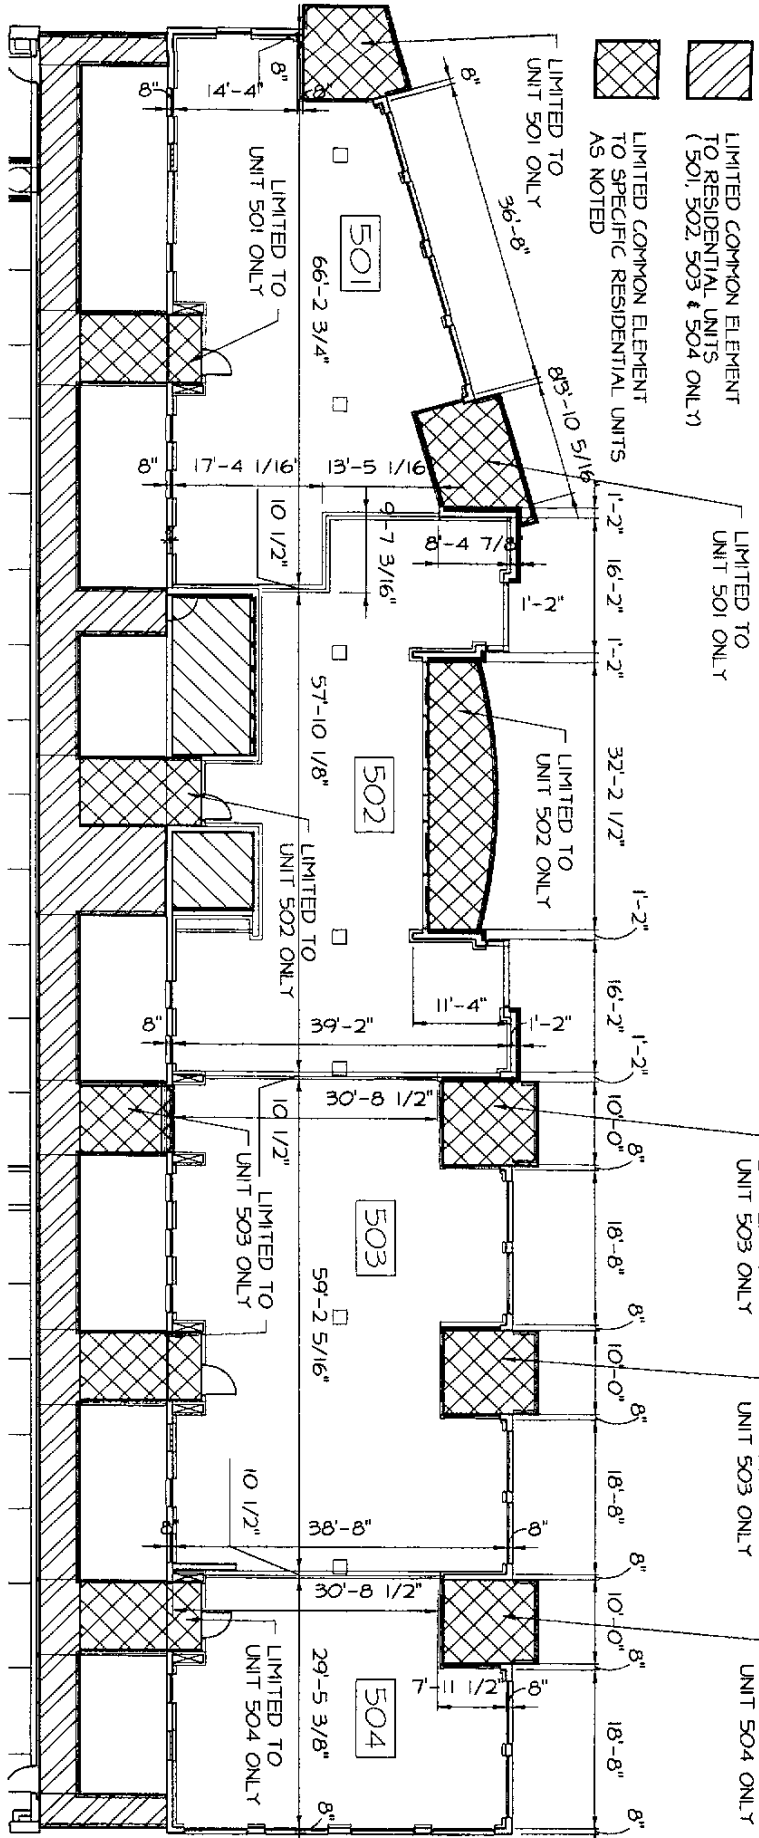 LIMITED COMMON ELEMENT
TO RESIDENTIAL UNITS
( 501, 502, 503 & 504 ONLY)
LIMITED COMMON ELEMENT
TO SPECIFIC RESIDENTIAL UNITS
AS NOTED
LIMITED TO
UNIT 501 ONLY
LIMITED TO
UNIT 501 ONLY
UNIT 503 ONLY
UNIT 503 ONLY
UNIT 504 ONLY
8"
36'-8"
8"
13'-10 5/16"
1'-2"
16'-2"
1'-2"
32'-2 1/2"
1'-2"
16'-2"
1'-2"
10'-0"
8"
18'-8"
8"
10'-0"
8"
18'-8"
8"
10'-0"
8"
18'-8"
8"
LIMITED TO
UNIT 502 ONLY
1'-2"
8'-4 7/8
11'-4"
1'-2"
8"
7'-11 1/2"
8"
501
502
503
504
8"
14'-4"
8"
8"
66'-2 3/4"
LIMITED TO
UNIT 501 ONLY
8"
17'-4 1/16"
13'-5 1/16
10 1/2"
9'-7 3/16"
57'-10 1/8"
LIMITED TO
UNIT 502 ONLY
8"
39'-2"
30'-8 1/2"
10 1/2"
LIMITED TO
UNIT 503 ONLY
59'-2 5/16"
10 1/2"
8"
38'-8"
30'-8 1/2"
29'-5 3/8"
LIMITED TO
UNIT 504 ONLY
8"